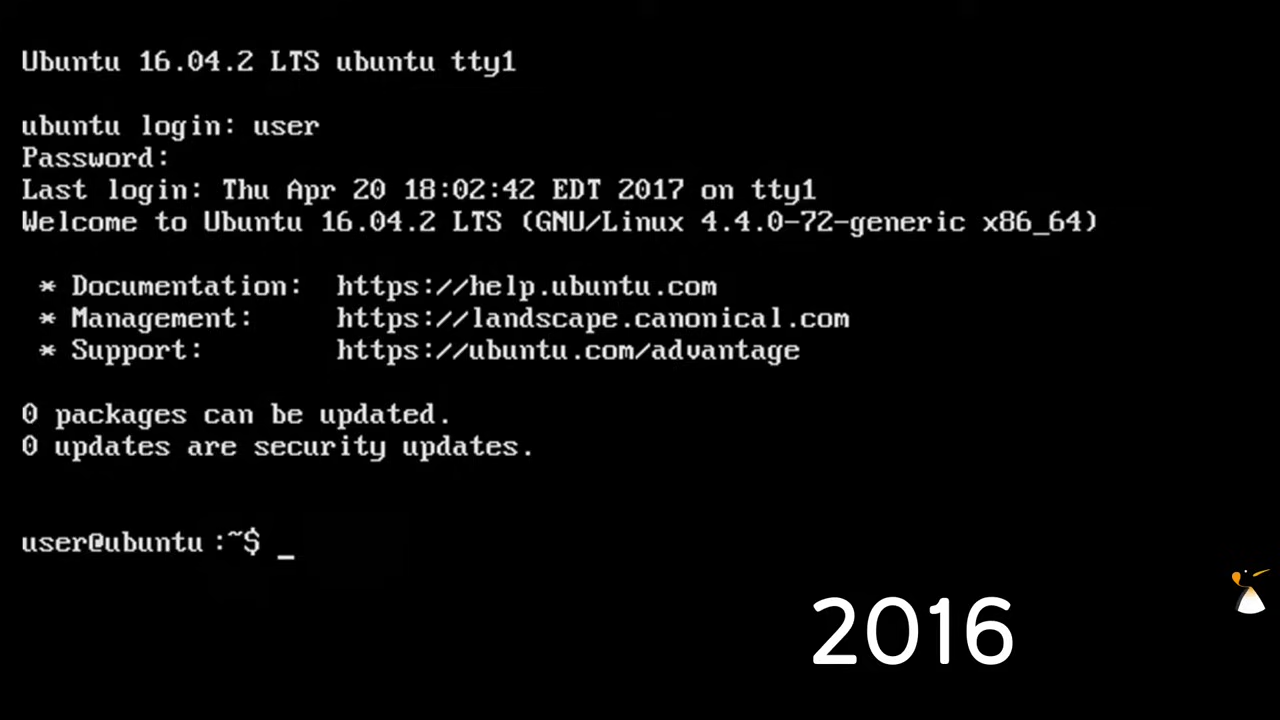 Ubuntu 16.04.2 LTS ubuntu tty1
ubuntu login: user
Password:
Last login: Thu Apr 20 18:02:42 EDT 2017 on tty1
Welcome to Ubuntu 16.04.2 LTS (GNU/Linux 4.4.0-72-generic x86_64)
* Documentation: https://help.ubuntu.com
* Management: https://landscape.canonical.com
* Support: https://ubuntu.com/advantage
0 packages can be updated.
0 updates are security updates.
user@ubuntu :~$ _
2016